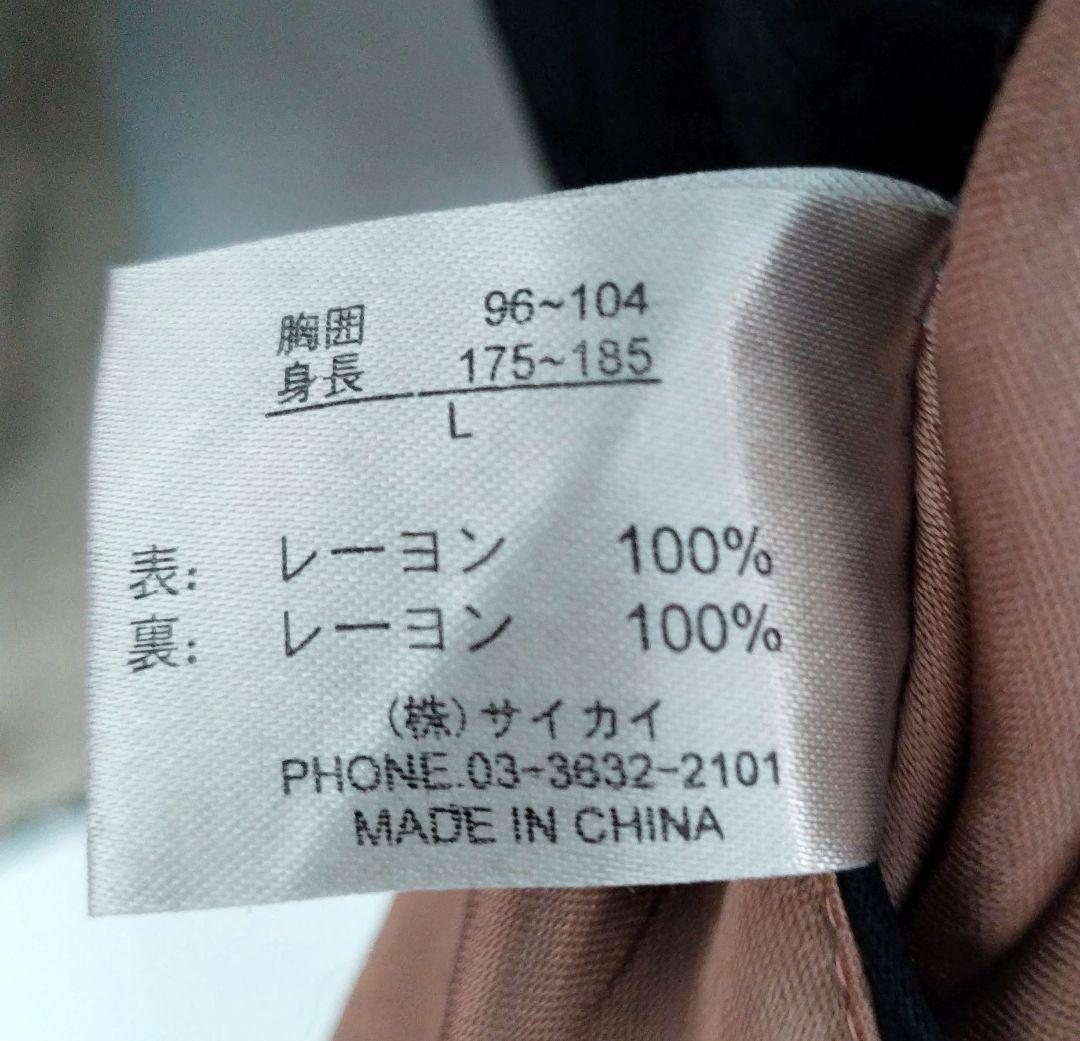 胸囲 96~104
身長 175~185
L
表: レーヨン 100%
裏: レーヨン 100%
(株)サイカイ
PHONE.03-3632-2101
MADE IN CHINA